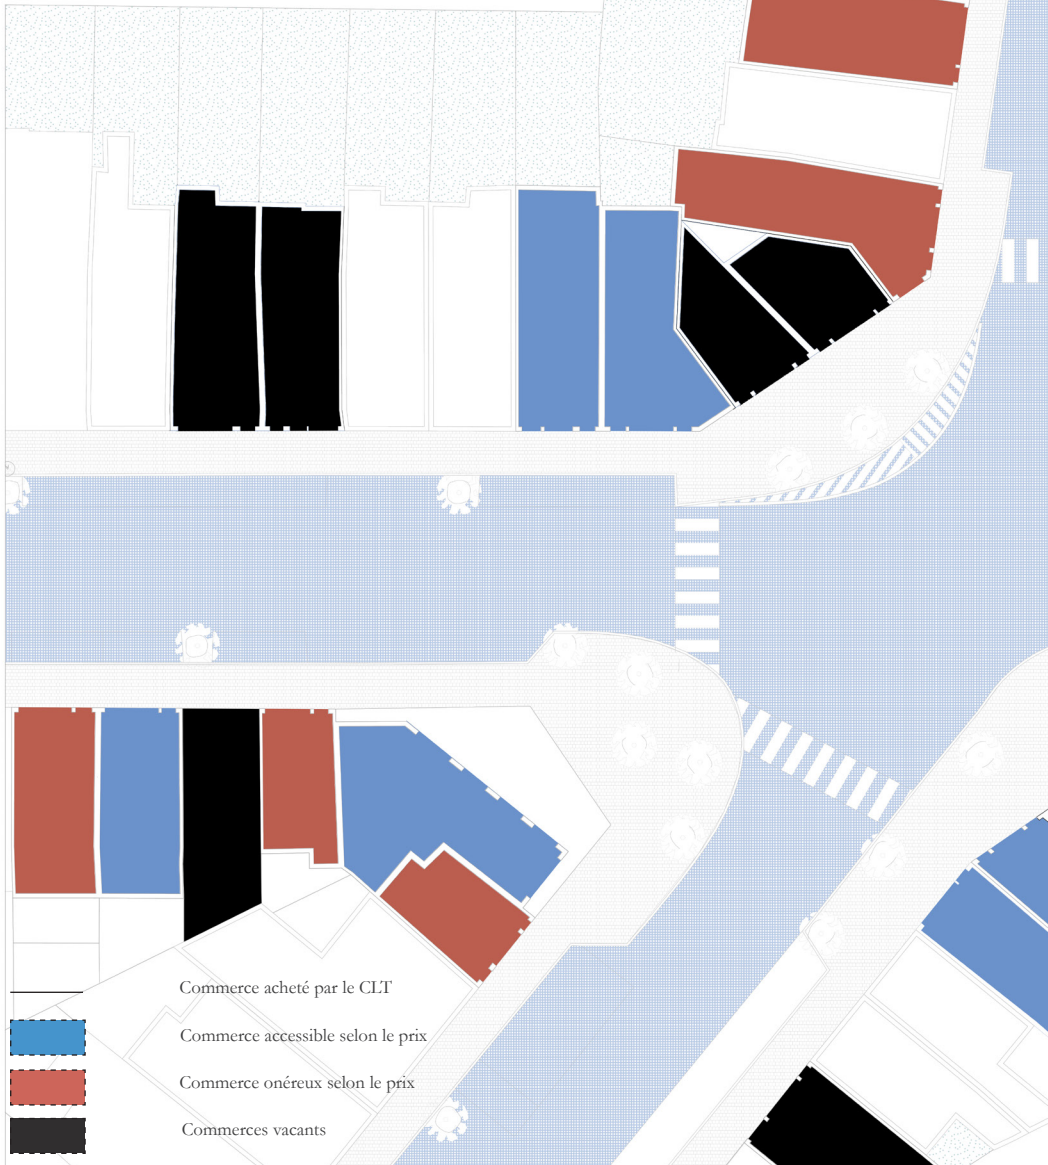 Commerce acheté par le CLT
Commerce accessible selon le prix
Commerce onéreux selon le prix
Commerces vacants